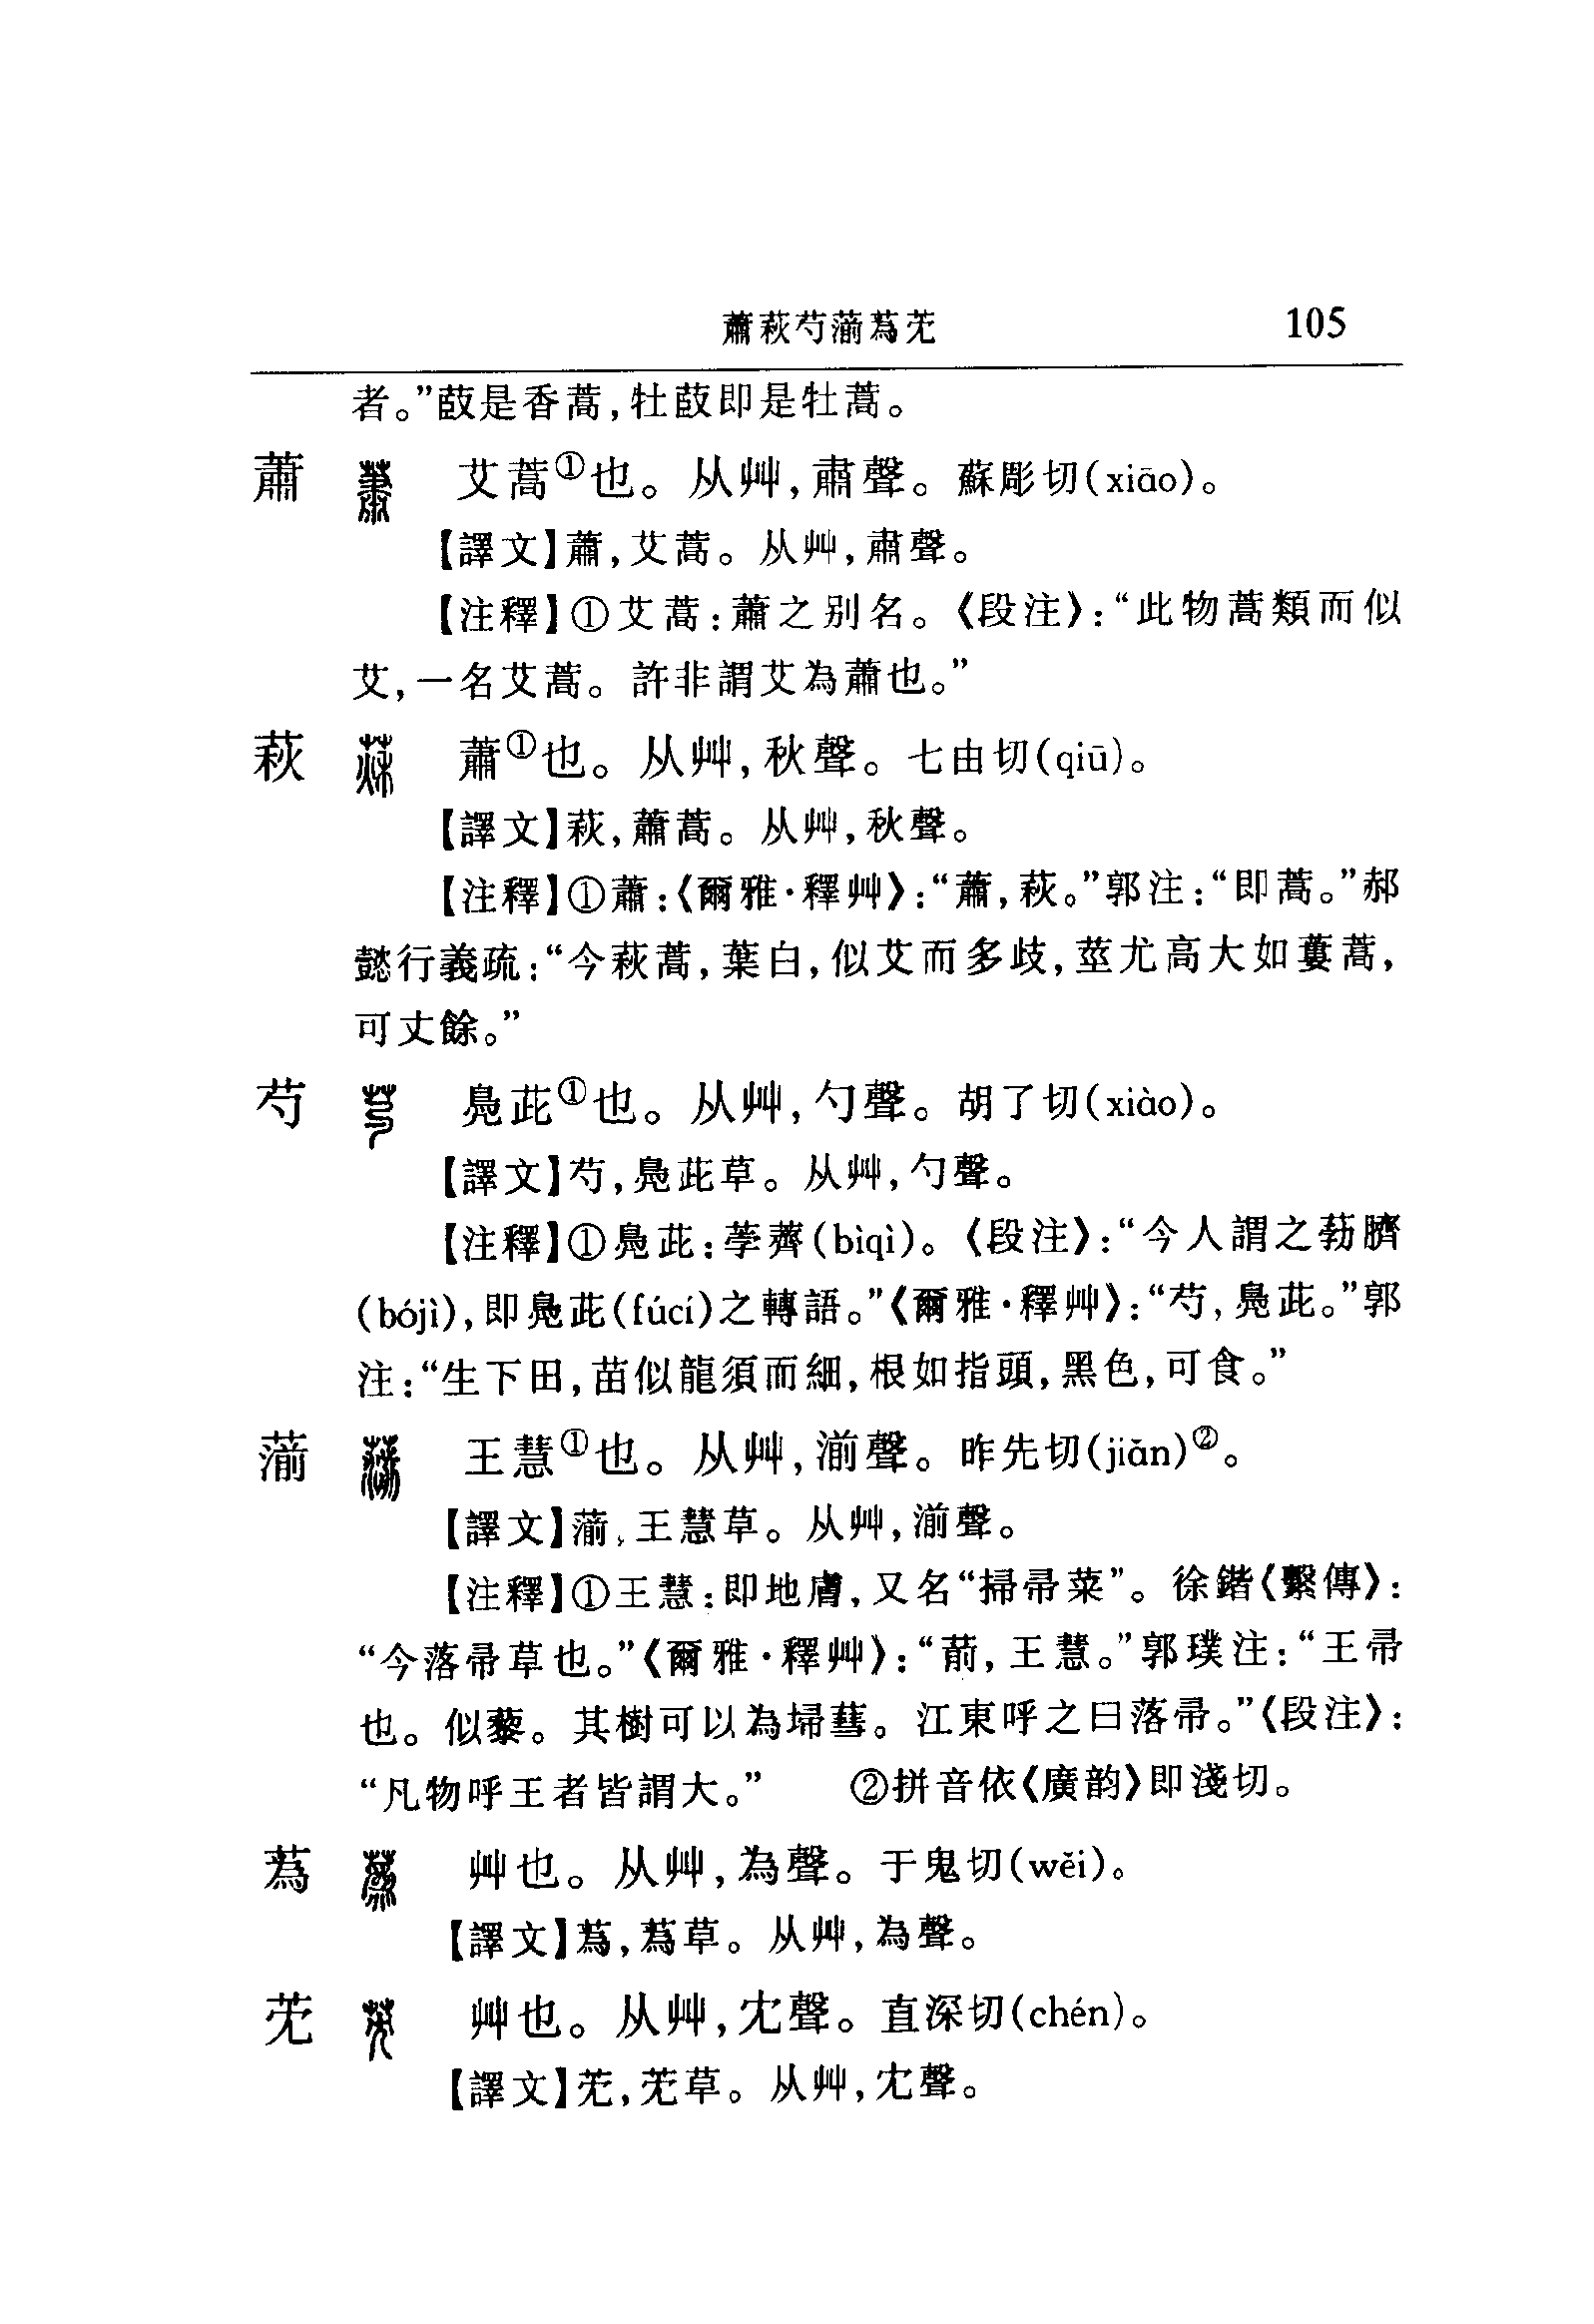 蕭萩芍葥蔿芜 105
者。”菣是香蒿,牡菣即是牡蒿。
蕭 艾蒿①也。从艸,肅聲。蘇彫切(xiāo)。
【譯文】蕭,艾蒿。从艸,肅聲。
【注釋】①艾蒿:蕭之别名。《段注》:“此物蒿類而似
艾,一名艾蒿。許非謂艾為蕭也。”
萩 蕭①也。从艸,秋聲。七由切(qiū)。
【譯文】萩,蕭蒿。从艸,秋聲。
【注釋】①蕭:《爾雅·釋艸》:“蕭,萩。”郭注:“即蒿。”郝
懿行義疏:“今萩蒿,葉白,似艾而多歧,莖尤高大如蔞蒿,
可丈餘。”
芍 鳧茈①也。从艸,勺聲。胡了切(xiào)。
【譯文】芍,鳧茈草。从艸,勺聲。
【注釋】①鳧茈:荸薺(bìqì)。《段注》:“今人謂之葧臍
(bójì),即鳧茈(fúcí)之轉語。”《爾雅·釋艸》:“芍,鳧茈。”郭
注:“生下田,苗似龍須而細,根如指頭,黑色,可食。”
葥 王慧①也。从艸,湔聲。昨先切(jiǎn)②。
【譯文】葥,王慧草。从艸,湔聲。
【注釋】①王慧:即地膚,又名“掃帚菜”。徐鍇《繫傳》:
“今落帚草也。”《爾雅·釋艸》:“葥,王慧。”郭璞注:“王帚
也。似藜。其樹可以為埽蔧。江東呼之曰落帚。”《段注》:
“凡物呼王者皆謂大。” ②拼音依《廣韵》即淺切。
蔿 艸也。从艸,為聲。于鬼切(wěi)。
【譯文】蔿,蔿草。从艸,為聲。
芜 艸也。从艸,冘聲。直深切(chén)。
【譯文】芜,芜草。从艸,冘聲。